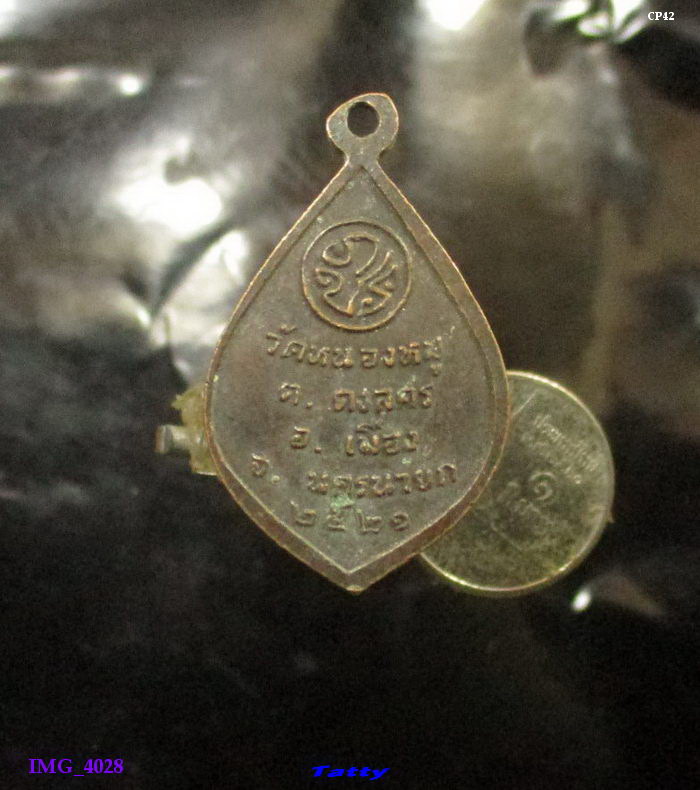 CP42
วัดหนองหมู
ต. ดงละคร
อ. เมือง
จ. นครนายก
๒๕๒๑
๑
IMG_4028
Tatty